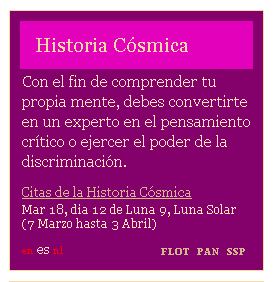 Historia Cósmica
Con el fin de comprender tu
propia mente, debes convertirte
en un experto en el pensamiento
crítico o ejercer el poder de la
discriminación.
Citas de la Historia Cósmica
Mar 18, dia 12 de Luna 9, Luna Solar
(7 Marzo hasta 3 Abril)
en es nl FLOT PAN SSP